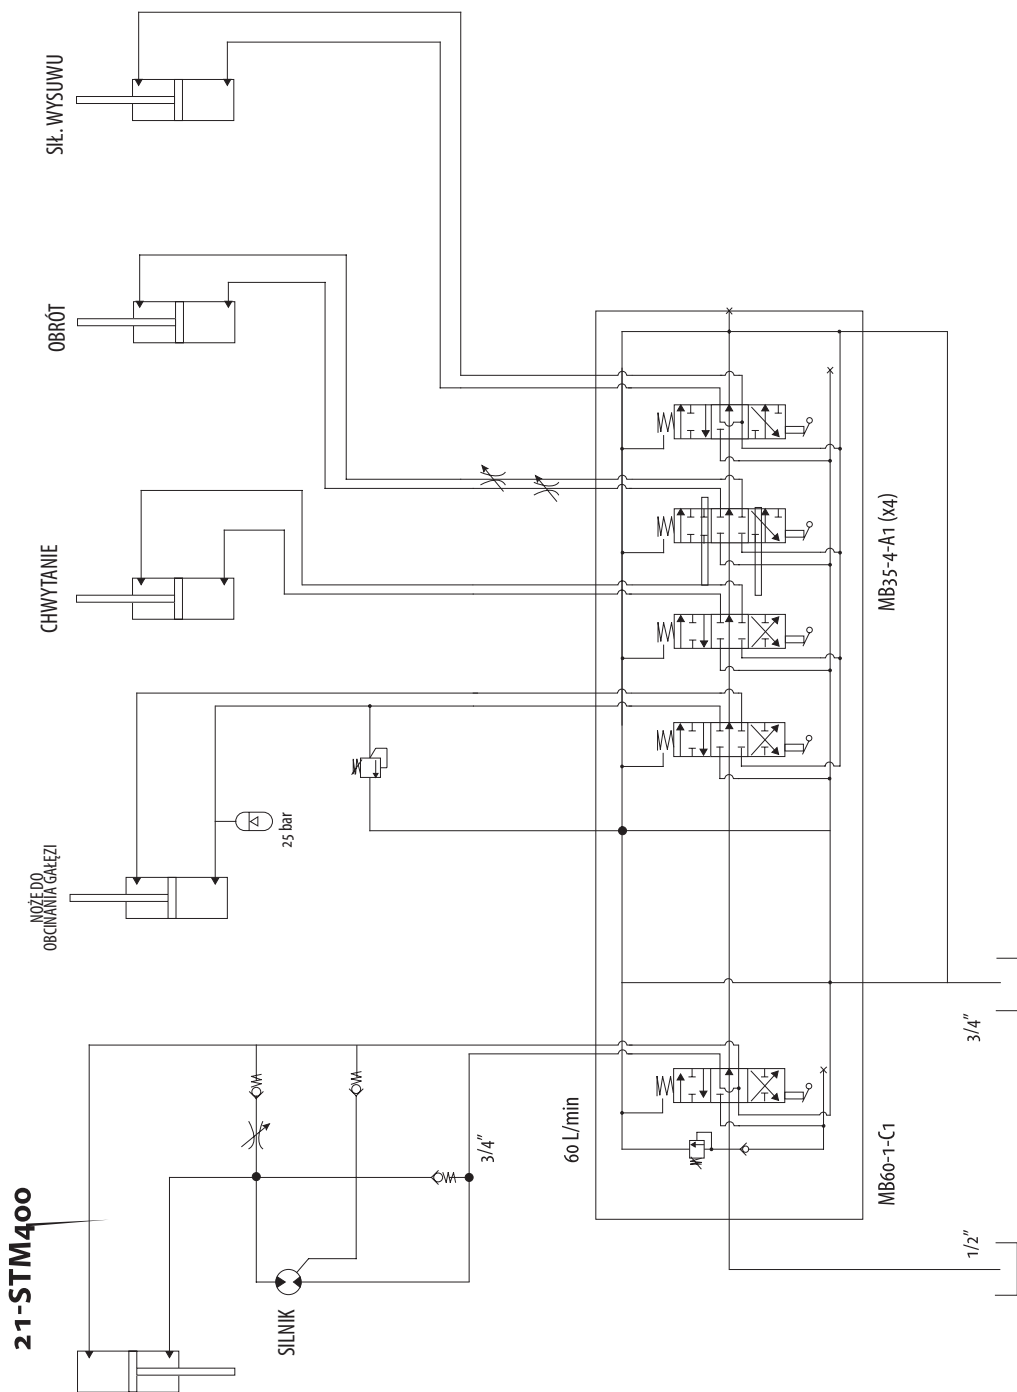 21-STM400
NOŻE DO
OBCINANIA GAŁĘZI
CHWYTANIE
OBRÓT
SIŁ. WYSUWU
25 bar
SILNIK
3/4"
60 L/min
MB60-1-C1
MB35-4-A1 (x4)
1/2"
3/4"